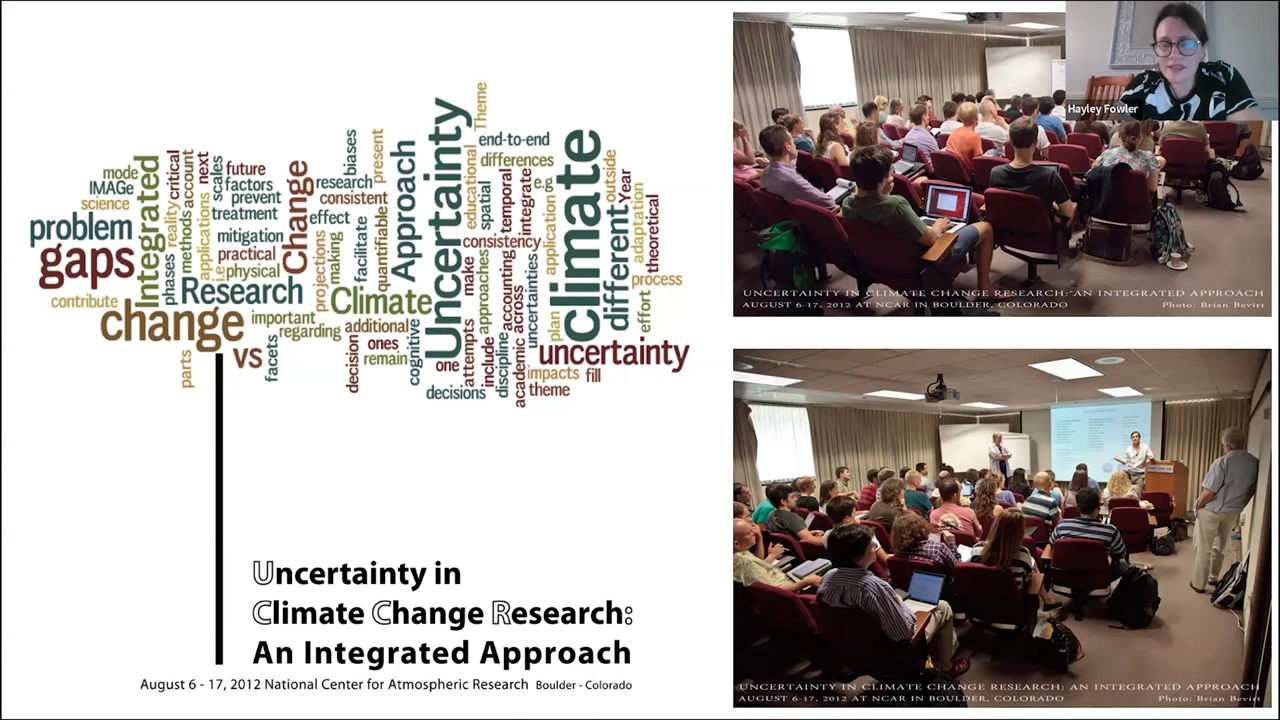 mode
IMAGe
science
problem
gaps
contribute
change
Integrated
reality
critical
methods
account
phases
applications
next
scales
i.e.
future
factors
prevent
treatment
mitigation
practical
physical
Research
important
regarding
parts
vs
facets
Change
research
consistent
effect
biases
present
projections
making
facilitate
quantifiable
Approach
Climate
additional
ones
remain
decision
cognitive
Uncertainty
educational
Theme
end-to-end
differences
spatial
temporal
integrate
e.g.
consistency
make
approaches
accounting
across
uncertainties
application
one
attempts
include
discipline
academic
decisions
plan
Climate
different
outside
Year
adaptation
theoretical
process
effort
uncertainty
impacts
fill
theme
Uncertainty in
Climate Change Research:
An Integrated Approach
August 6 - 17, 2012 National Center for Atmospheric Research Boulder - Colorado
Hayley Fowler
UNCERTAINTY IN CLIMATE CHANGE RESEARCH: AN INTEGRATED APPROACH
AUGUST 6-17, 2012 AT NCAR IN BOULDER, COLORADO Photo: Brian Bevirt
UNCERTAINTY IN CLIMATE CHANGE RESEARCH: AN INTEGRATED APPROACH
AUGUST 6-17, 2012 AT NCAR IN BOULDER, COLORADO Photo: Brian Bevirt